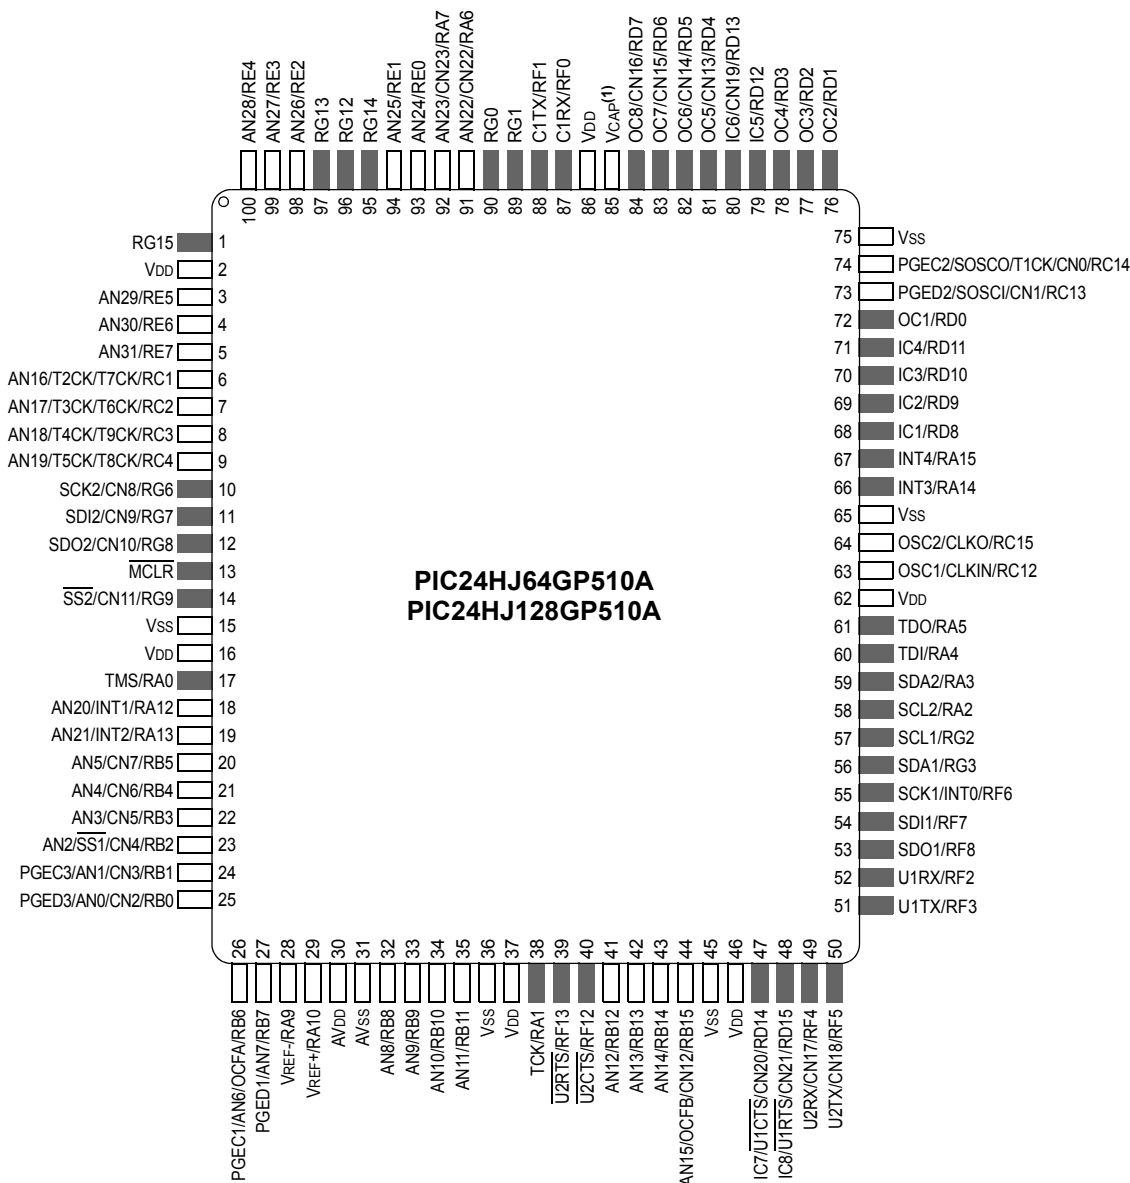 AN28/RE4
AN27/RE3
AN26/RE2
RG13
RG12
RG14
AN25/RE1
AN24/RE0
AN23/CN23/RA7
AN22/CN22/RA6
RG0
RG1
C1TX/RF1
C1RX/RF0
VDD
VCAP(1)
OC8/CN16/RD7
OC7/CN15/RD6
OC6/CN14/RD5
OC5/CN13/RD4
IC6/CN19/RD13
IC5/RD12
OC4/RD3
OC3/RD2
OC2/RD1
100
99
98
97
96
95
94
93
92
91
90
89
88
87
86
85
84
83
82
81
80
79
78
77
76
RG15 1
VDD 2
AN29/RE5 3
AN30/RE6 4
AN31/RE7 5
AN16/T2CK/T7CK/RC1 6
AN17/T3CK/T6CK/RC2 7
AN18/T4CK/T9CK/RC3 8
AN19/T5CK/T8CK/RC4 9
SCK2/CN8/RG6 10
SDI2/CN9/RG7 11
SDO2/CN10/RG8 12
MCLR 13
SS2/CN11/RG9 14
VSS 15
VDD 16
TMS/RA0 17
AN20/INT1/RA12 18
AN21/INT2/RA13 19
AN5/CN7/RB5 20
AN4/CN6/RB4 21
AN3/CN5/RB3 22
AN2/SS1/CN4/RB2 23
PGEC3/AN1/CN3/RB1 24
PGED3/AN0/CN2/RB0 25
PIC24HJ64GP510A
PIC24HJ128GP510A
75 VSS
74 PGEC2/SOSCO/T1CK/CN0/RC14
73 PGED2/SOSCI/CN1/RC13
72 OC1/RD0
71 IC4/RD11
70 IC3/RD10
69 IC2/RD9
68 IC1/RD8
67 INT4/RA15
66 INT3/RA14
65 VSS
64 OSC2/CLKO/RC15
63 OSC1/CLKIN/RC12
62 VDD
61 TDO/RA5
60 TDI/RA4
59 SDA2/RA3
58 SCL2/RA2
57 SCL1/RG2
56 SDA1/RG3
55 SCK1/INT0/RF6
54 SDI1/RF7
53 SDO1/RF8
52 U1RX/RF2
51 U1TX/RF3
26
27
28
29
30
31
32
33
34
35
36
37
38
39
40
41
42
43
44
45
46
47
48
49
50
PGEC1/AN6/OCFA/RB6
PGED1/AN7/RB7
VREF-/RA9
VREF+/RA10
AVDD
AVSS
AN8/RB8
AN9/RB9
AN10/RB10
AN11/RB11
VSS
VDD
TCK/RA1
U2RTS/RF13
U2CTS/RF12
AN12/RB12
AN13/RB13
AN14/RB14
AN15/OCFB/CN12/RB15
VSS
VDD
IC7/U1CTS/CN20/RD14
IC8/U1RTS/CN21/RD15
U2RX/CN17/RF4
U2TX/CN18/RF5